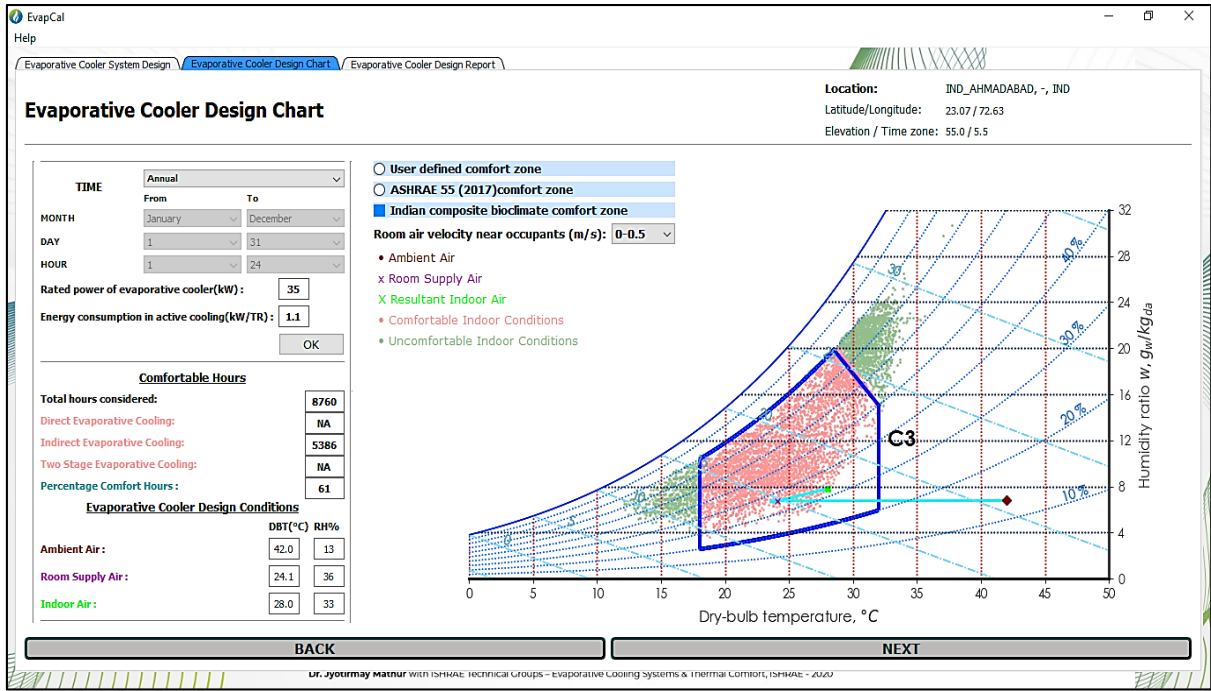 EvapCal
Help
Evaporative Cooler System Design
Evaporative Cooler Design Chart
Evaporative Cooler Design Report
Evaporative Cooler Design Chart
Location: IND_AHMADABAD, -, IND
Latitude/Longitude: 23.07 / 72.63
Elevation / Time zone: 55.0 / 5.5
TIME Annual
From To
MONTH January December
DAY 1 31
HOUR 1 24
Rated power of evaporative cooler(kW) : 35
Energy consumption in active cooling(kW/TR) : 1.1
OK
Comfortable Hours
Total hours considered: 8760
Direct Evaporative Cooling: NA
Indirect Evaporative Cooling: 5386
Two Stage Evaporative Cooling: NA
Percentage Comfort Hours : 61
Evaporative Cooler Design Conditions
DBT(°C) RH%
Ambient Air : 42.0 13
Room Supply Air : 24.1 36
Indoor Air : 28.0 33
User defined comfort zone
ASHRAE 55 (2017)comfort zone
Indian composite bioclimate comfort zone
Room air velocity near occupants (m/s): 0-0.5
• Ambient Air
x Room Supply Air
X Resultant Indoor Air
• Comfortable Indoor Conditions
• Uncomfortable Indoor Conditions
32
28
24
20
16
12
8
4
0
Humidity ratio w, gw/kgda
40 %
30 %
20 %
10 %
30
20
5
0
C3
0 5 10 15 20 25 30 35 40 45 50
Dry-bulb temperature, °C
BACK
NEXT
Dr. Jyotirmay Mathur with ISHRAE Technical Groups – Evaporative Cooling Systems & Thermal Comfort, ISHRAE - 2020